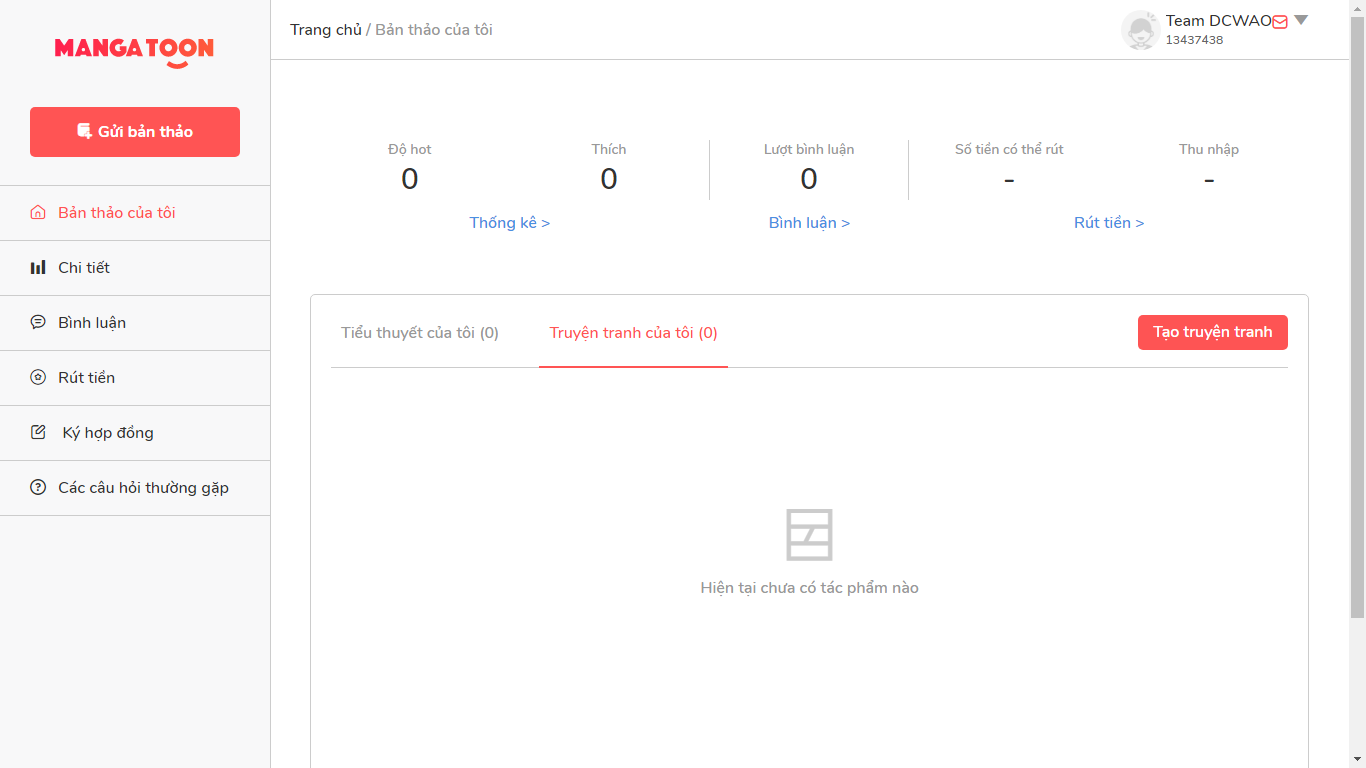 MANGATOON
Gửi bản thảo
Bản thảo của tôi
Chi tiết
Bình luận
Rút tiền
Ký hợp đồng
Các câu hỏi thường gặp
Trang chủ / Bản thảo của tôi
Team DCWAO
13437438
Độ hot
Thích
Lượt bình luận
Số tiền có thể rút
Thu nhập
0
0
0
-
-
Thống kê >
Bình luận >
Rút tiền >
Tiểu thuyết của tôi (0)
Truyện tranh của tôi (0)
Tạo truyện tranh
Hiện tại chưa có tác phẩm nào